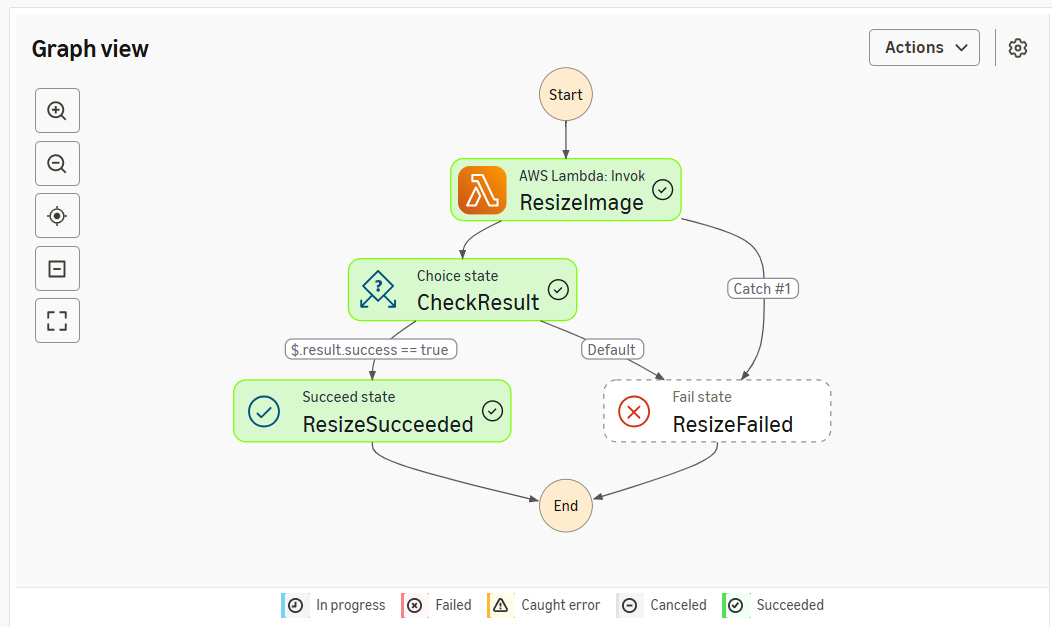 Graph view
Actions
Start
AWS Lambda: Invok
ResizeImage
Catch #1
Choice state
CheckResult
$.result.success == true
Default
Succeed state
ResizeSucceeded
Fail state
ResizeFailed
End
In progress
Failed
Caught error
Canceled
Succeeded